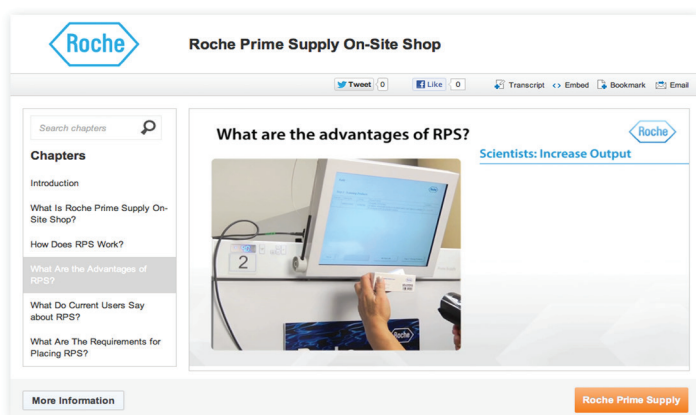 Roche
Roche Prime Supply On-Site Shop
Tweet 0
Like 0
Transcript
Embed
Bookmark
Email
Search chapters
Chapters
Introduction
What Is Roche Prime Supply On-
Site Shop?
How Does RPS Work?
What Are the Advantages of
RPS?
What Do Current Users Say
about RPS?
What Are The Requirements for
Placing RPS?
What are the advantages of RPS?
Roche
Scientists: Increase Output
2
Roche
More Information
Roche Prime Supply